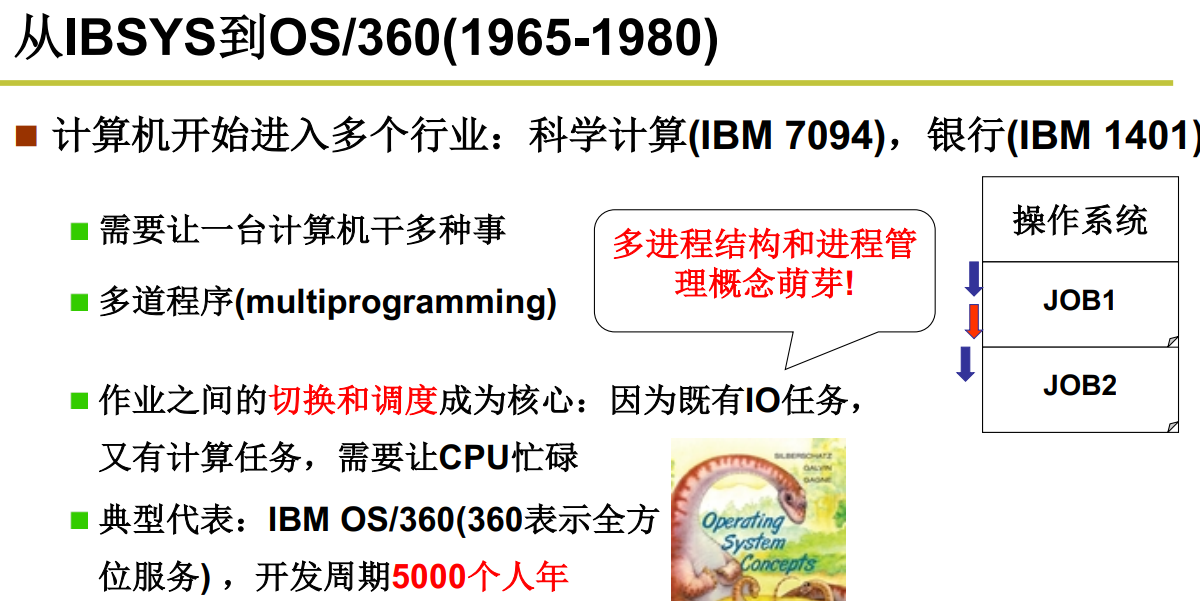 从IBSYS到OS/360(1965-1980)
计算机开始进入多个行业：科学计算(IBM 7094)，银行(IBM 1401)
需要让一台计算机干多种事
多道程序(multiprogramming)
多进程结构和进程管
理概念萌芽!
操作系统
JOB1
JOB2
作业之间的切换和调度成为核心：因为既有IO任务，
又有计算任务，需要让CPU忙碌
典型代表：IBM OS/360(360表示全方
位服务) ，开发周期5000个人年
SILBERSCHATZ
GALVIN
GAGNE
Operating
System
Concepts